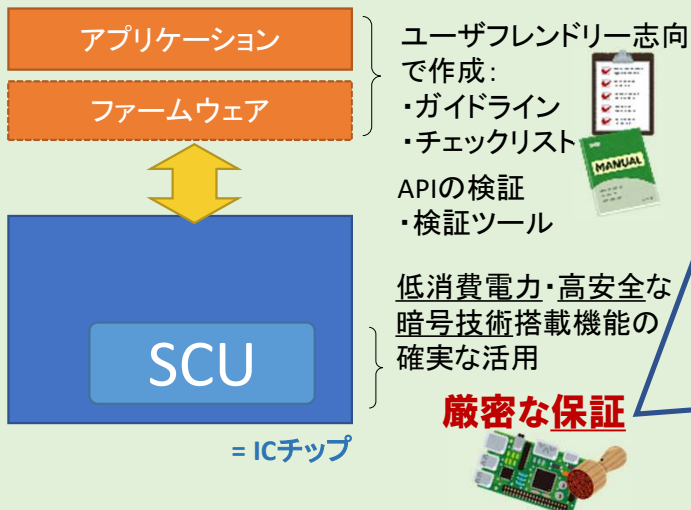 アプリケーション
ファームウェア
ユーザフレンドリー志向
で作成:
・ガイドライン
・チェックリスト
MANUAL
APIの検証
・検証ツール
低消費電力・高安全な
暗号技術搭載機能の
確実な活用
SCU
厳密な保証
= ICチップ